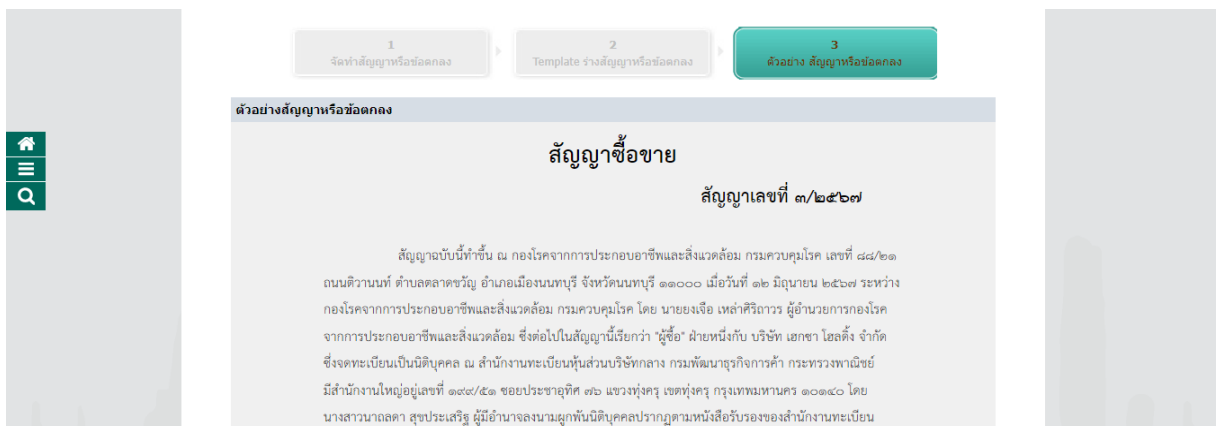 1
จัดทำสัญญาหรือข้อตกลง
2
Template ร่างสัญญาหรือข้อตกลง
3
ตัวอย่าง สัญญาหรือข้อตกลง
ตัวอย่างสัญญาหรือข้อตกลง
สัญญาซื้อขาย
สัญญาเลขที่ ๓/๒๕๖๗
สัญญาฉบับนี้ทำขึ้น ณ กองโรคจากการประกอบอาชีพและสิ่งแวดล้อม กรมควบคุมโรค เลขที่ ๘๘/๒๑
ถนนติวานนท์ ตำบลตลาดขวัญ อำเภอเมืองนนทบุรี จังหวัดนนทบุรี ๑๑๐๐๐ เมื่อวันที่ ๑๒ มิถุนายน ๒๕๖๗ ระหว่าง
กองโรคจากการประกอบอาชีพและสิ่งแวดล้อม กรมควบคุมโรค โดย นายยงเจือ เหล่าศิริถาวร ผู้อำนวยการกองโรค
จากการประกอบอาชีพและสิ่งแวดล้อม ซึ่งต่อไปในสัญญานี้เรียกว่า "ผู้ซื้อ" ฝ่ายหนึ่งกับ บริษัท เฮกซา โฮลดิ้ง จำกัด
ซึ่งจดทะเบียนเป็นนิติบุคคล ณ สำนักงานทะเบียนหุ้นส่วนบริษัทกลาง กรมพัฒนาธุรกิจการค้า กระทรวงพาณิชย์
มีสำนักงานใหญ่อยู่เลขที่ ๑๙๙/๕๑ ซอยประชาอุทิศ ๗๖ แขวงทุ่งครุ เขตทุ่งครุ กรุงเทพมหานคร ๑๐๑๔๐ โดย
นางสาวนาถลดา สุขประเสริฐ ผู้มีอำนาจลงนามผูกพันนิติบุคคลปรากฏตามหนังสือรับรองของสำนักงานทะเบียน